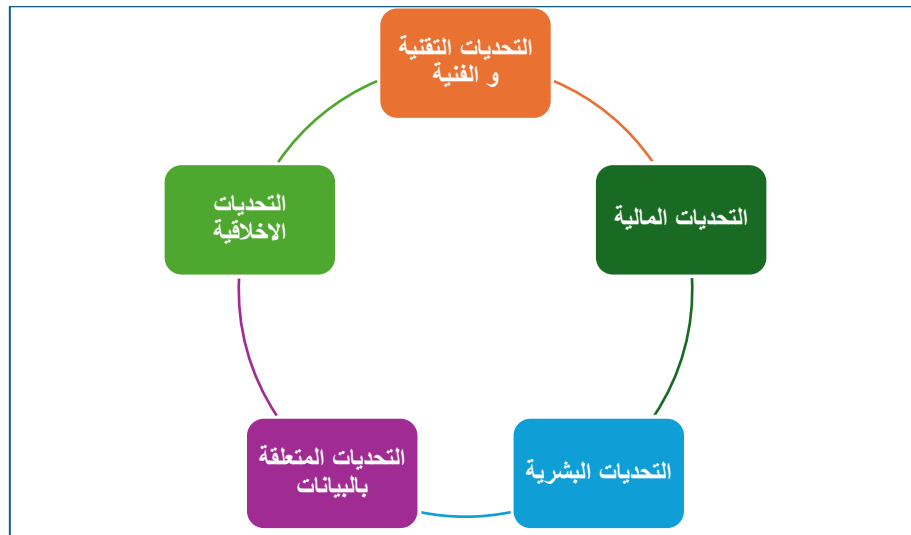 التحديات التقنية
و الفنية
التحديات المالية
التحديات البشرية
التحديات المتعلقة
بالبيانات
التحديات
الاخلاقية